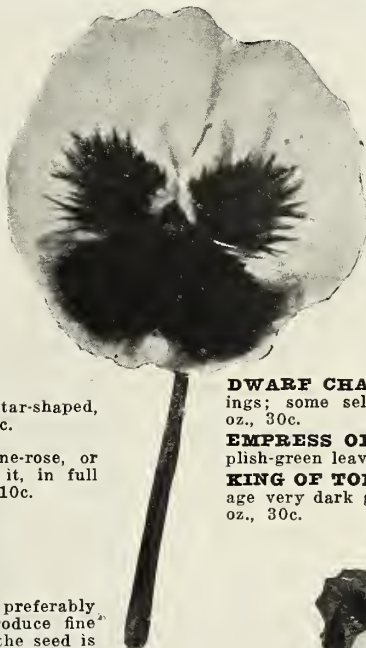 tar-shaped,
c.
ne-rose, or
it, in full
10c.
preferably
roduce fine
the seed is
DWARF CHA
ings; some sel
oz., 30c.
EMPRESS OF
plish-green leav
KING OF TO
age very dark g
oz., 30c.